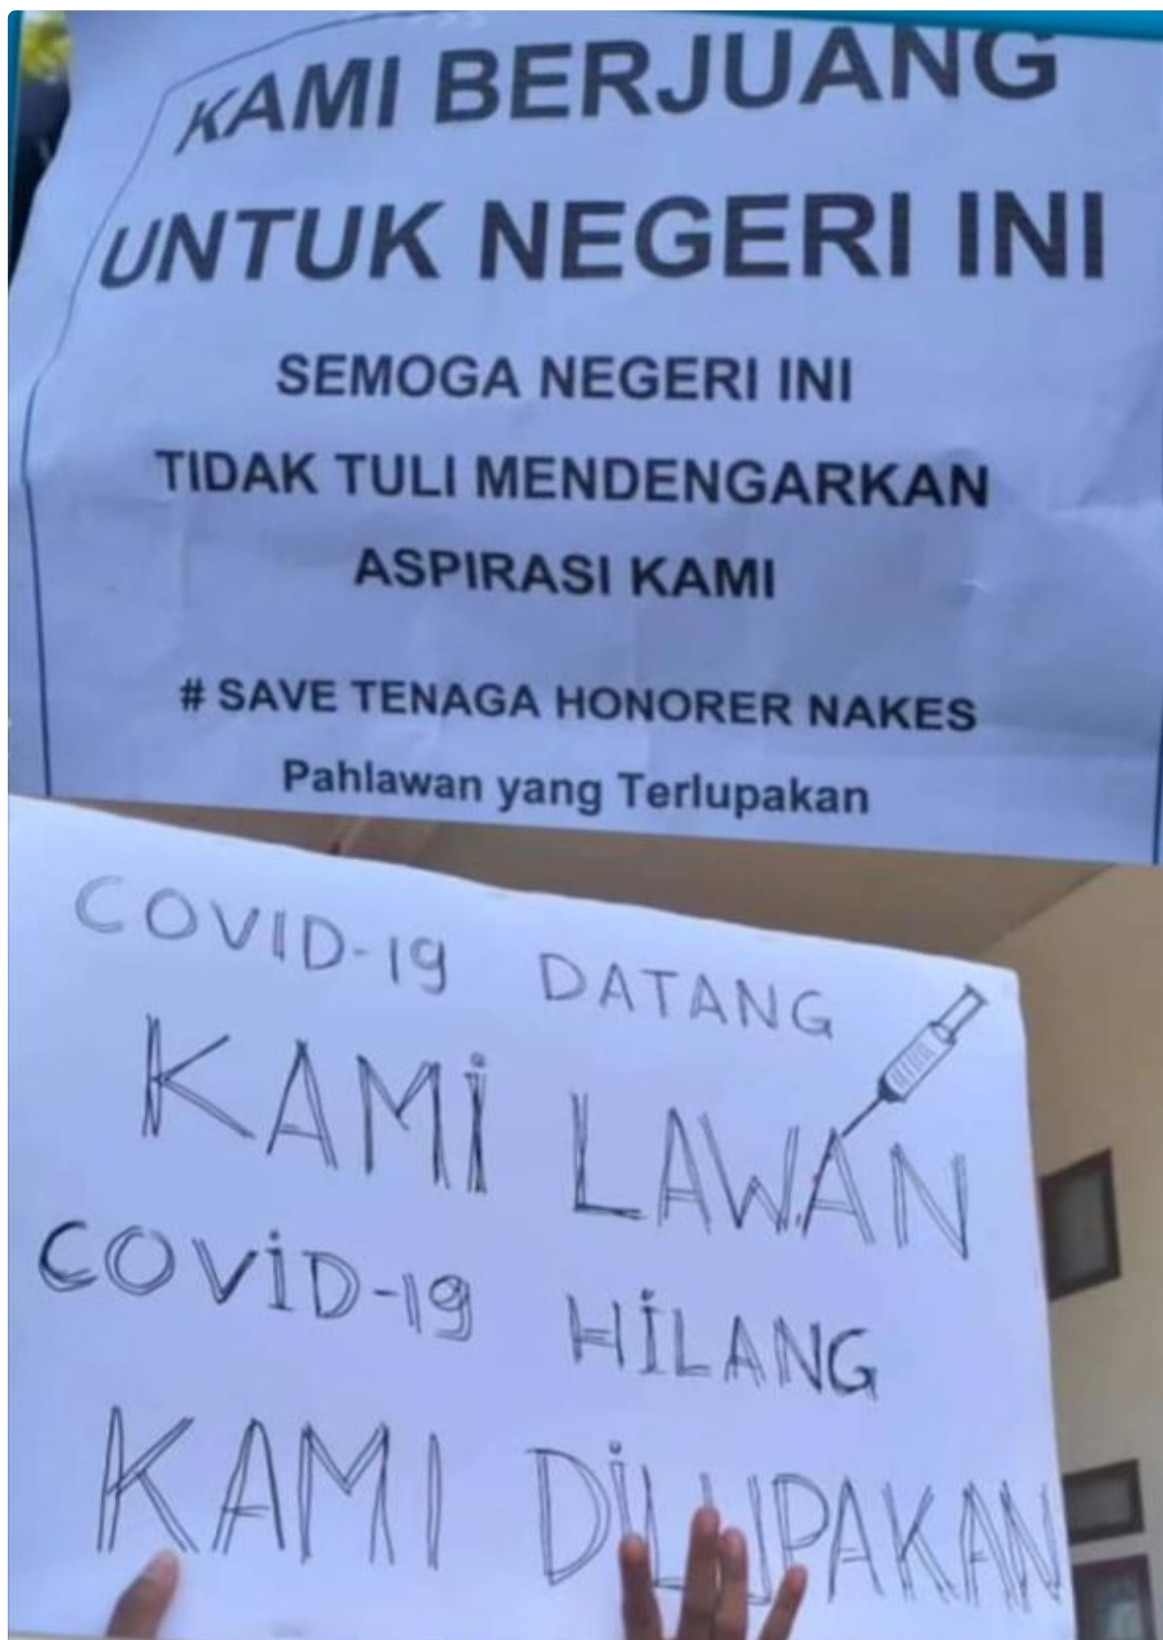 KAMI BERJUANG
UNTUK NEGERI INI
SEMOGA NEGERI INI
TIDAK TULI MENDENGARKAN
ASPIRASI KAMI
# SAVE TENAGA HONORER NAKES
Pahlawan yang Terlupakan
COVID-19 DATANG
KAMi LAWAN
COViD-19 HiLANG
KAMI DiLUPAKAN